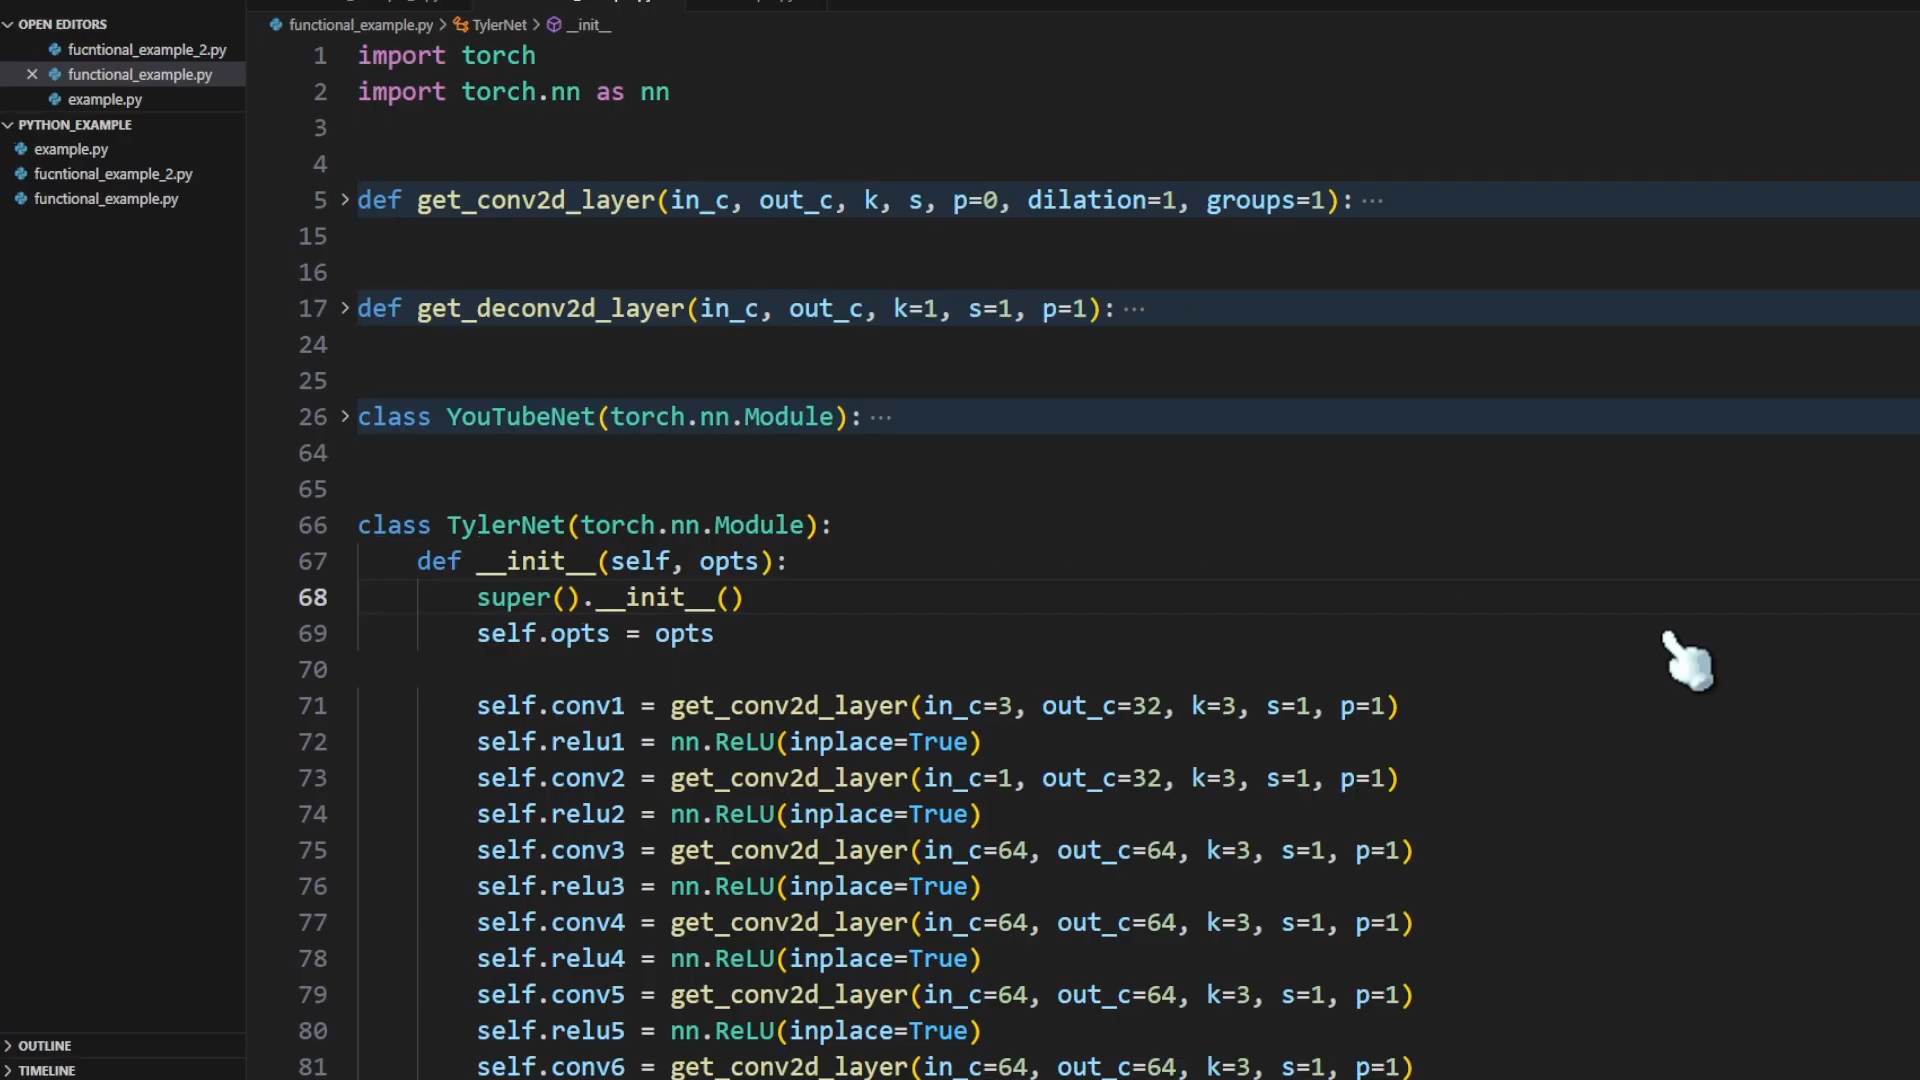 OPEN EDITORS
fucntional_example_2.py
functional_example.py
example.py
PYTHON_EXAMPLE
example.py
fucntional_example_2.py
functional_example.py
OUTLINE
TIMELINE
functional_example.py > TylerNet > __init__
1 import torch
2 import torch.nn as nn
3
4
5 def get_conv2d_layer(in_c, out_c, k, s, p=0, dilation=1, groups=1):···
15
16
17 def get_deconv2d_layer(in_c, out_c, k=1, s=1, p=1):···
24
25
26 class YouTubeNet(torch.nn.Module):···
64
65
66 class TylerNet(torch.nn.Module):
67 def __init__(self, opts):
68 super().__init__()
69 self.opts = opts
70
71 self.conv1 = get_conv2d_layer(in_c=3, out_c=32, k=3, s=1, p=1)
72 self.relu1 = nn.ReLU(inplace=True)
73 self.conv2 = get_conv2d_layer(in_c=1, out_c=32, k=3, s=1, p=1)
74 self.relu2 = nn.ReLU(inplace=True)
75 self.conv3 = get_conv2d_layer(in_c=64, out_c=64, k=3, s=1, p=1)
76 self.relu3 = nn.ReLU(inplace=True)
77 self.conv4 = get_conv2d_layer(in_c=64, out_c=64, k=3, s=1, p=1)
78 self.relu4 = nn.ReLU(inplace=True)
79 self.conv5 = get_conv2d_layer(in_c=64, out_c=64, k=3, s=1, p=1)
80 self.relu5 = nn.ReLU(inplace=True)
81 self.conv6 = get_conv2d_layer(in_c=64, out_c=64, k=3, s=1, p=1)